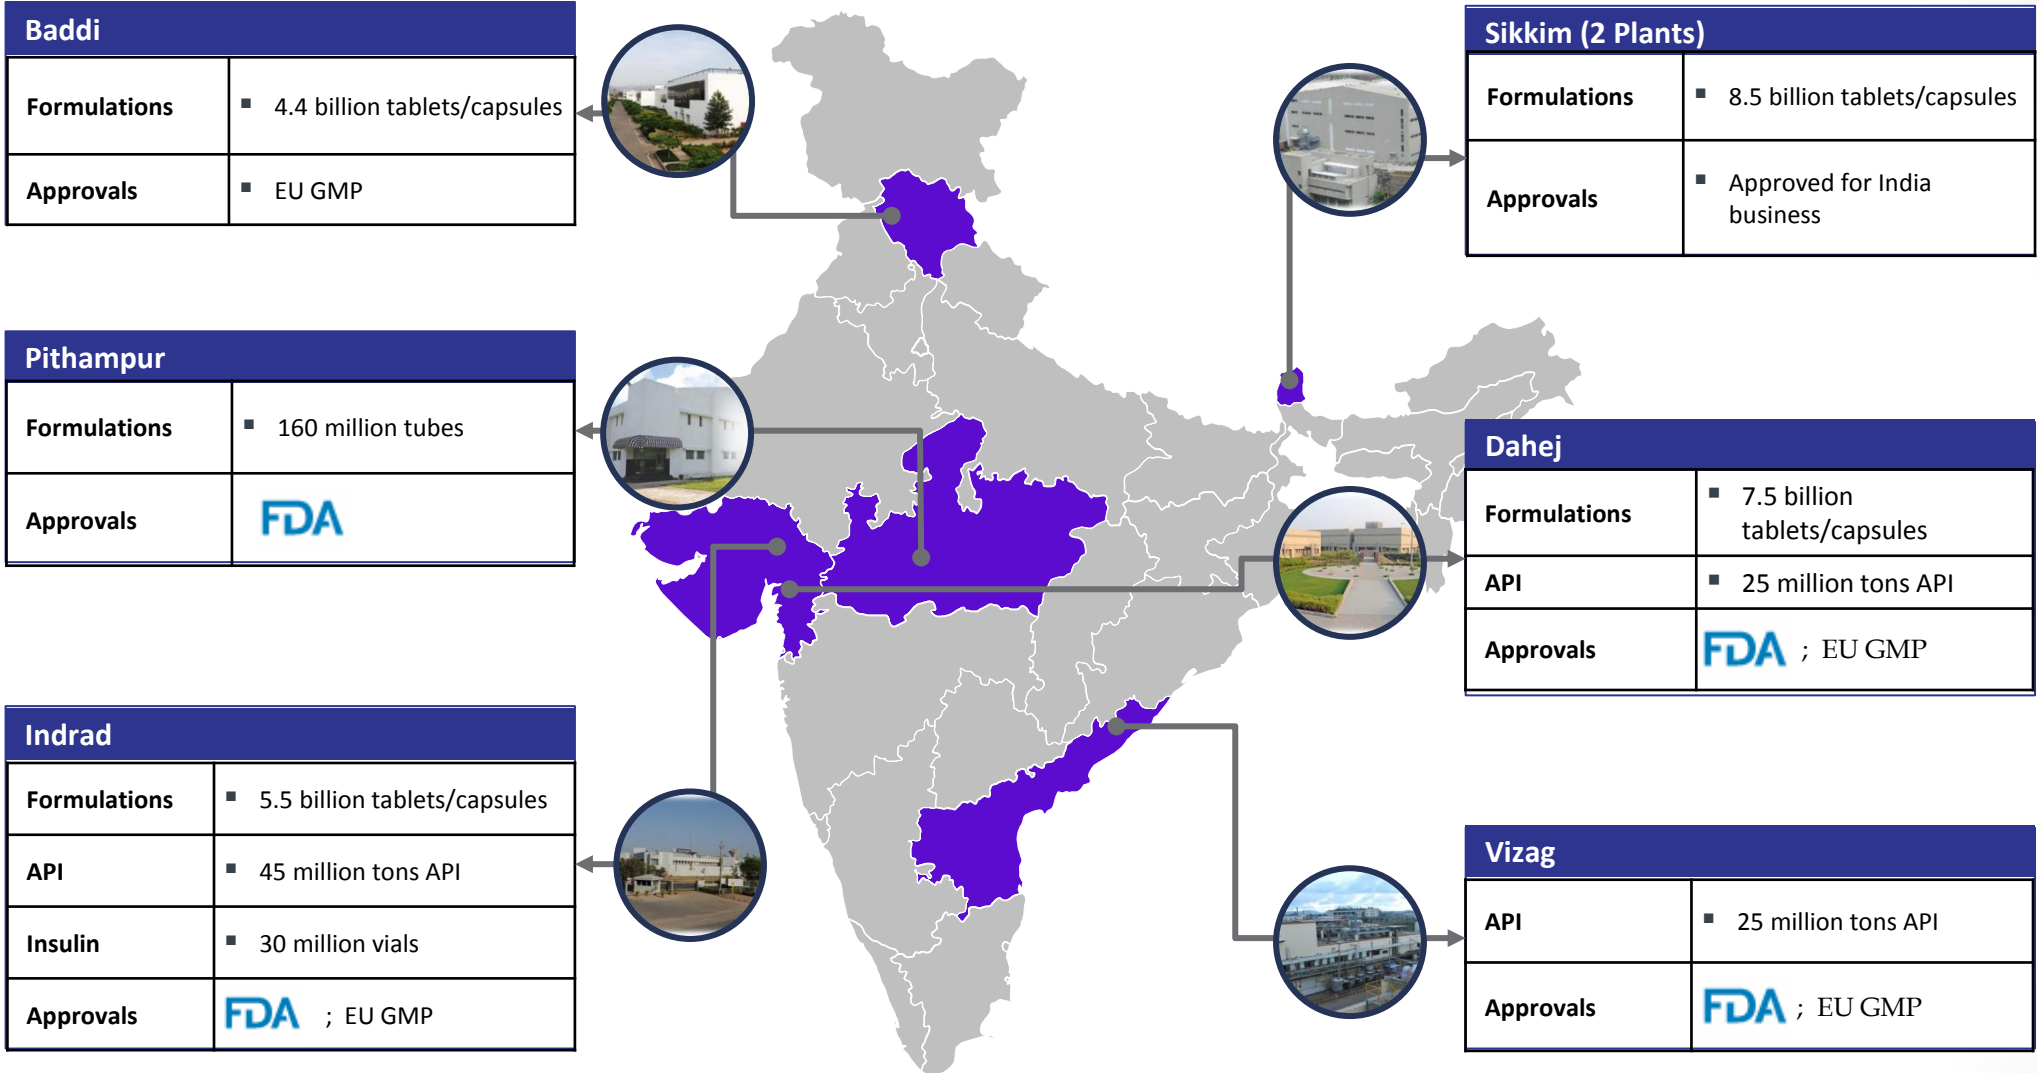 Baddi
Formulations
▪ 4.4 billion tablets/capsules
Approvals
▪ EU GMP
Pithampur
Formulations
▪ 160 million tubes
Approvals
FDA
Indrad
Formulations
▪ 5.5 billion tablets/capsules
API
▪ 45 million tons API
Insulin
▪ 30 million vials
Approvals
FDA ; EU GMP
Sikkim (2 Plants)
Formulations
▪ 8.5 billion tablets/capsules
Approvals
▪ Approved for India
business
Dahej
Formulations
▪ 7.5 billion
tablets/capsules
API
▪ 25 million tons API
Approvals
FDA ; EU GMP
Vizag
API
▪ 25 million tons API
Approvals
FDA ; EU GMP